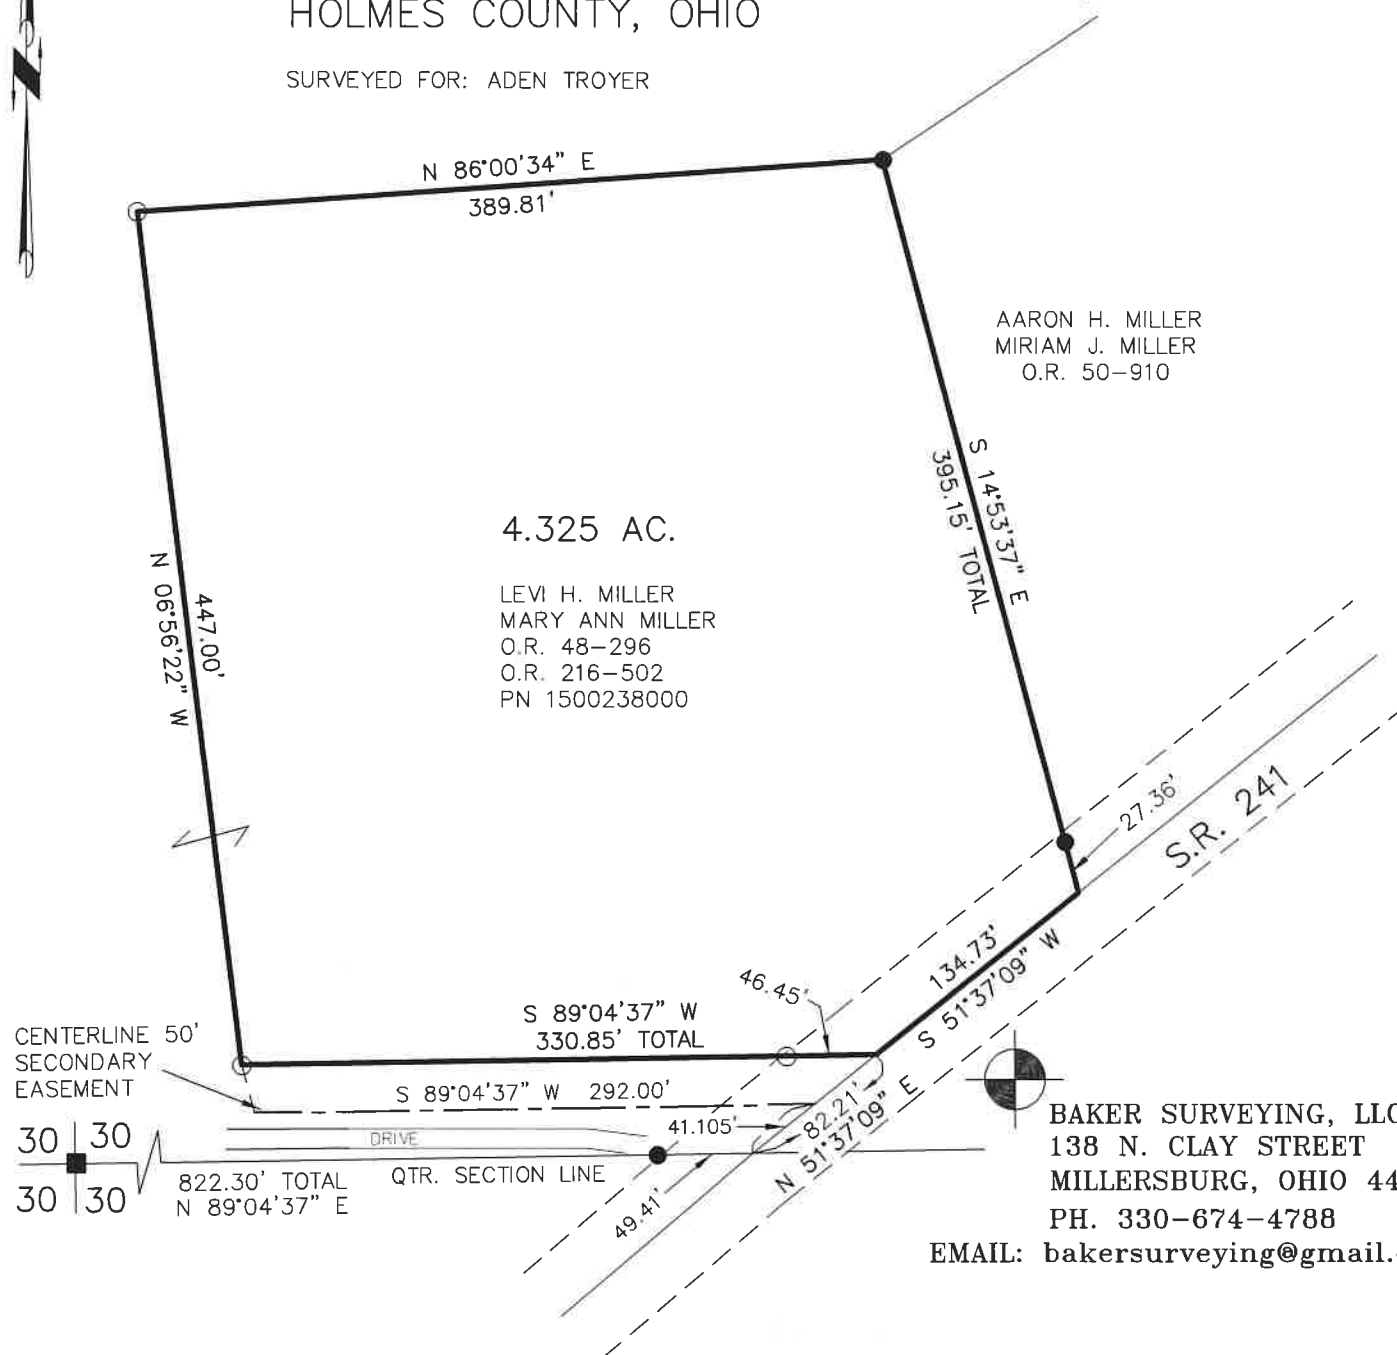 HOLMES COUNTY, OHIO
SURVEYED FOR: ADEN TROYER
N 86°00'34" E
389.81'
AARON H. MILLER
MIRIAM J. MILLER
O.R. 50-910
S 14°53'37" E
395.15' TOTAL
4.325 AC.
LEVI H. MILLER
MARY ANN MILLER
O.R. 48-296
O.R. 216-502
PN 1500238000
447.00'
N 06°56'22" W
27.36'
S.R. 241
134.73'
S 51°37'09" W
46.45'
S 89°04'37" W
330.85' TOTAL
CENTERLINE 50'
SECONDARY
EASEMENT
S 89°04'37" W 292.00'
41.105'
82.21'
N 51°37'09" E
DRIVE
30 30
30 30
822.30' TOTAL
N 89°04'37" E
QTR. SECTION LINE
49.41'
BAKER SURVEYING, LLC
138 N. CLAY STREET
MILLERSBURG, OHIO 44
PH. 330-674-4788
EMAIL: bakersurveying@gmail.